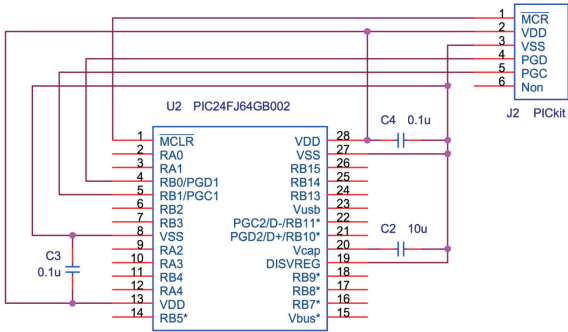 1 MCR
2 VDD
3 VSS
4 PGD
5 PGC
6 Non
J2 PICkit
U2 PIC24FJ64GB002
C4 0.1u
1 MCLR VDD 28
2 RA0 VSS 27
3 RA1 RB15 26
4 RB0/PGD1 RB14 25
5 RB1/PGC1 RB13 24
6 RB2 Vusb 23
7 RB3 PGC2/D-/RB11* 22
8 VSS PGD2/D+/RB10* 21
9 RA2 Vcap 20
10 RA3 DISVREG 19
11 RB4 RB9* 18
12 RA4 RB8* 17
13 VDD RB7* 16
14 RB5* Vbus* 15
C2 10u
C3
0.1u